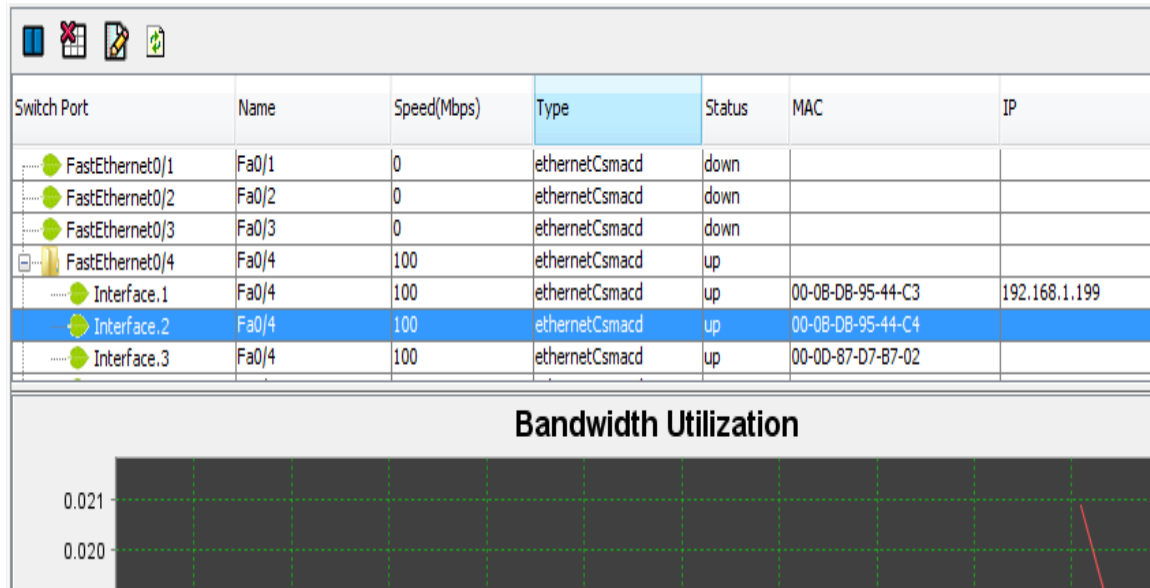 Switch Port Name Speed(Mbps) Type Status MAC IP
FastEthernet0/1 Fa0/1 0 ethernetCsmacd down
FastEthernet0/2 Fa0/2 0 ethernetCsmacd down
FastEthernet0/3 Fa0/3 0 ethernetCsmacd down
FastEthernet0/4 Fa0/4 100 ethernetCsmacd up
Interface.1 Fa0/4 100 ethernetCsmacd up 00-0B-DB-95-44-C3 192.168.1.199
Interface.2 Fa0/4 100 ethernetCsmacd up 00-0B-DB-95-44-C4
Interface.3 Fa0/4 100 ethernetCsmacd up 00-0D-87-D7-B7-02
Bandwidth Utilization
0.021
0.020